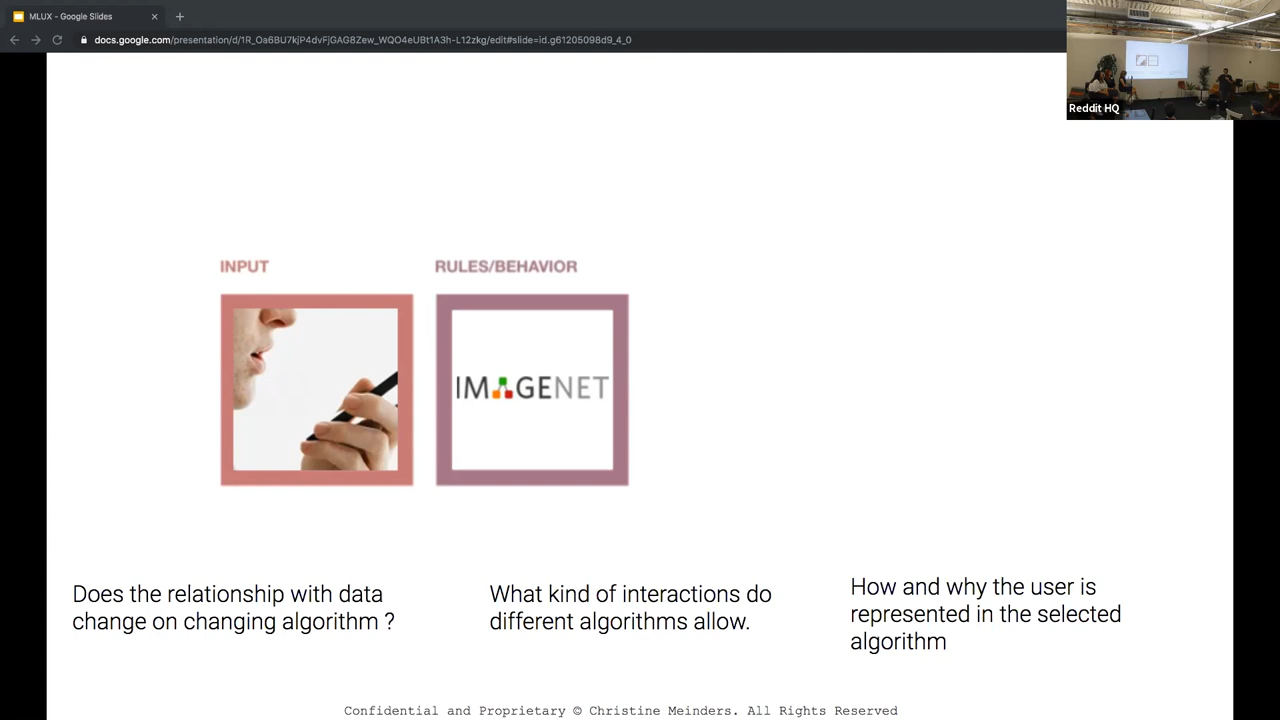 MLUX - Google Slides
docs.google.com/presentation/d/1R_Oa6BU7kjP4dvFjGAG8Zew_WQO4eUBt1A3h-L12zkg/edit#slide=id.g61205098d9_4_0
Reddit HQ
INPUT
RULES/BEHAVIOR
IMAGENET
Does the relationship with data
change on changing algorithm ?
What kind of interactions do
different algorithms allow.
How and why the user is
represented in the selected
algorithm
Confidential and Proprietary © Christine Meinders. All Rights Reserved